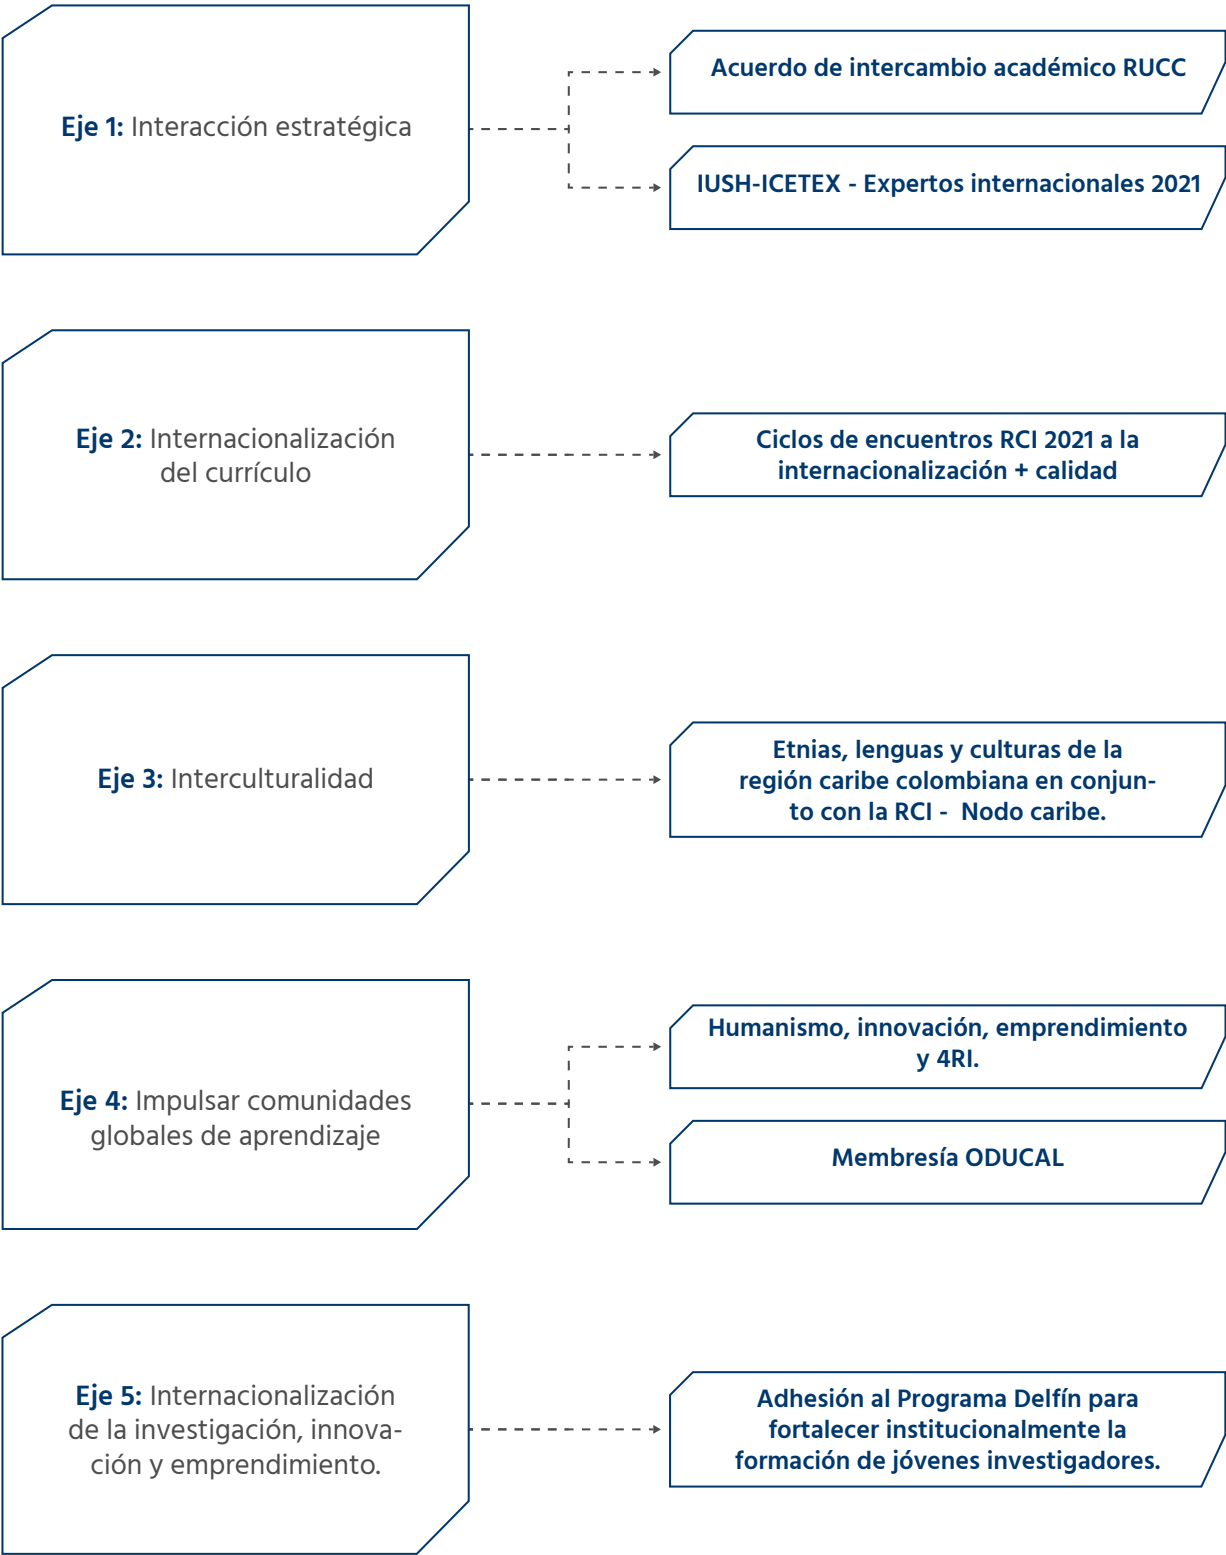 Eje 1: Interacción estratégica
Acuerdo de intercambio académico RUCC
IUSH-ICETEX - Expertos internacionales 2021
Eje 2: Internacionalización
del currículo
Ciclos de encuentros RCI 2021 a la
internacionalización + calidad
Eje 3: Interculturalidad
Etnias, lenguas y culturas de la
región caribe colombiana en conjun-
to con la RCI - Nodo caribe.
Eje 4: Impulsar comunidades
globales de aprendizaje
Humanismo, innovación, emprendimiento
y 4RI.
Membresía ODUCAL
Eje 5: Internacionalización
de la investigación, innova-
ción y emprendimiento.
Adhesión al Programa Delfín para
fortalecer institucionalmente la
formación de jóvenes investigadores.